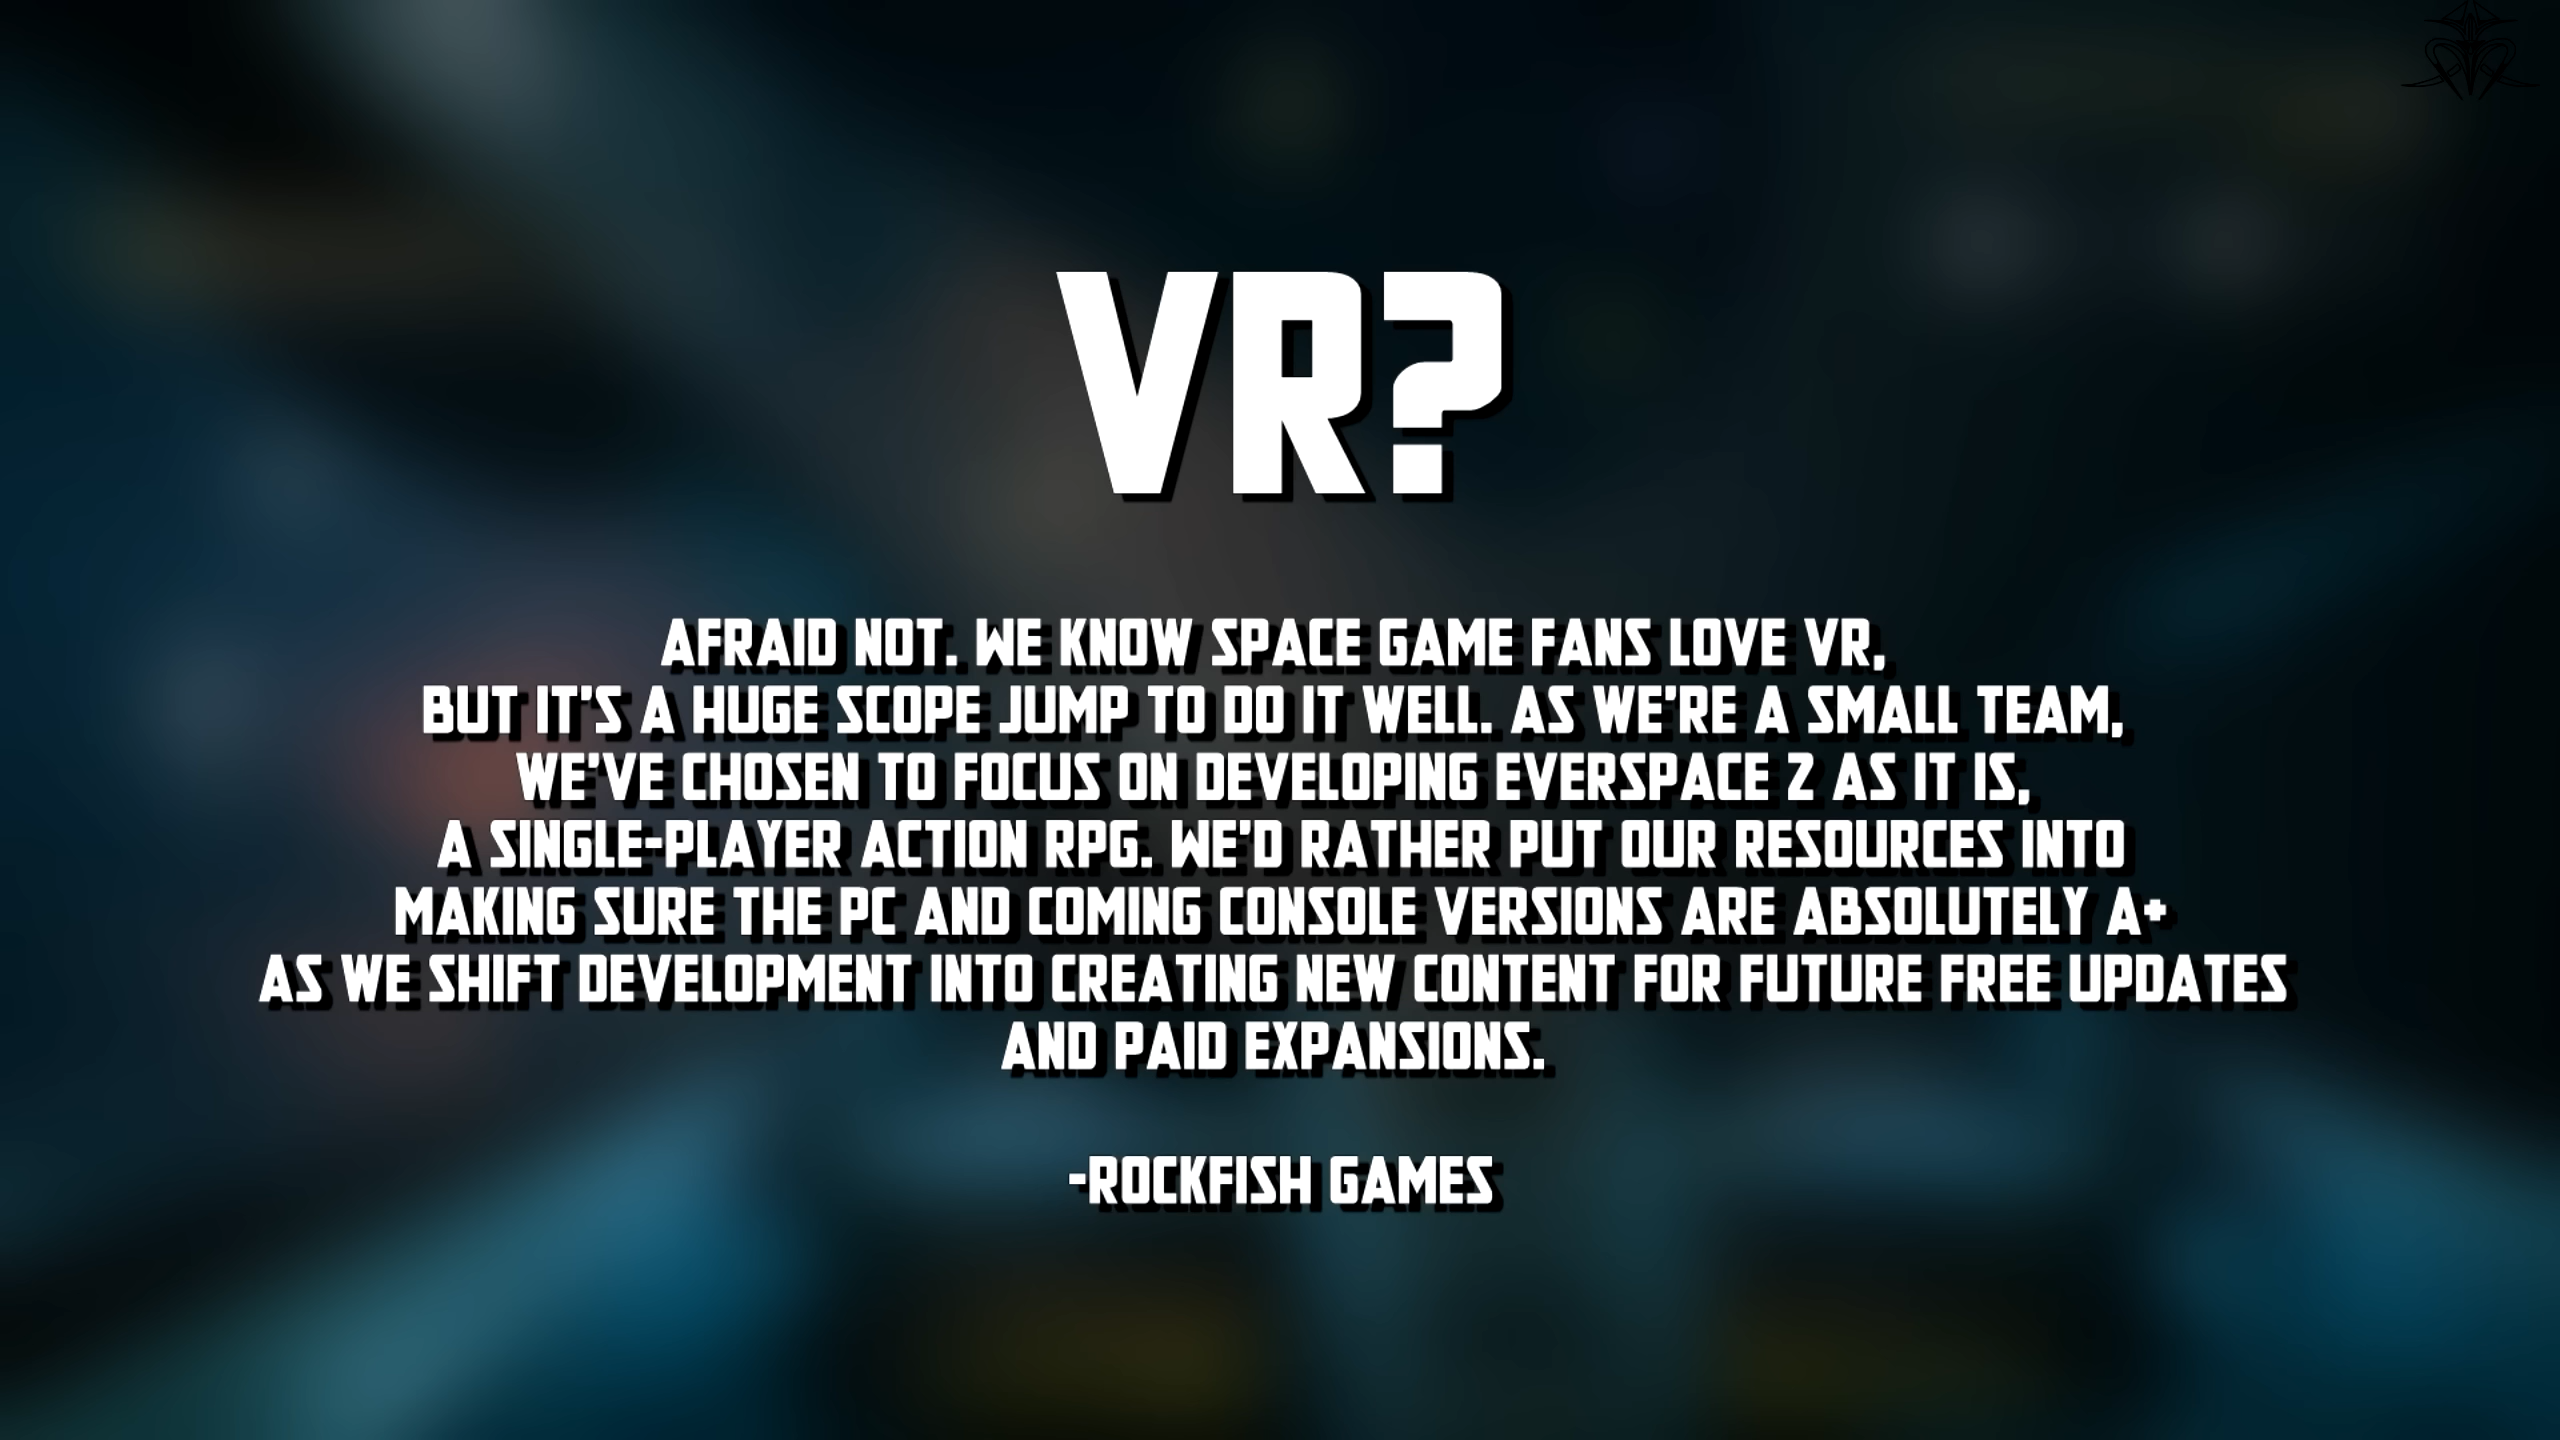 VR?
AFRAID NOT. WE KNOW SPACE GAME FANS LOVE VR,
BUT IT'S A HUGE SCOPE JUMP TO DO IT WELL. AS WE'RE A SMALL TEAM,
WE'VE CHOSEN TO FOCUS ON DEVELOPING EVERSPACE 2 AS IT IS,
A SINGLE-PLAYER ACTION RPG. WE'D RATHER PUT OUR RESOURCES INTO
MAKING SURE THE PC AND COMING CONSOLE VERSIONS ARE ABSOLUTELY A+
AS WE SHIFT DEVELOPMENT INTO CREATING NEW CONTENT FOR FUTURE FREE UPDATES
AND PAID EXPANSIONS.
-ROCKFISH GAMES